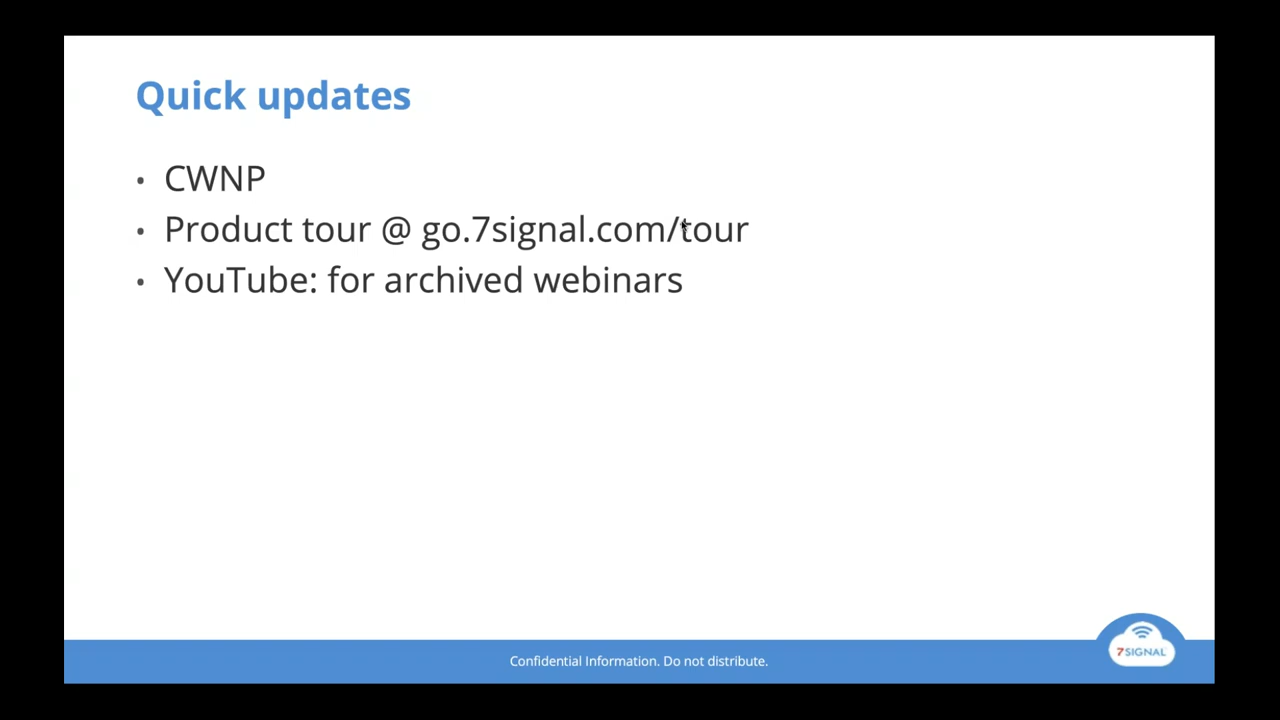 Quick updates
• CWNP
• Product tour @ go.7signal.com/tour
• YouTube: for archived webinars
Confidential Information. Do not distribute.
7SIGNAL